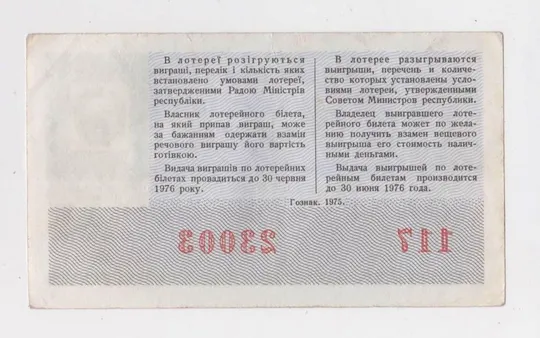 В лотереї розігруються
виграші, перелік і кількість яких
встановлено умовами лотереї,
затвердженими Радою Міністрів
республіки.
Власник лотерейного білета,
на який припав виграш, може
за бажанням одержати взамін
речового виграшу його вартість
готівкою.
Видача виграшів по лотерейних
білетах провадиться до 30 червня
1976 року.
В лотерее разыгрываются
выигрыши, перечень и количе-
ство которых установлены усло-
виями лотереи, утвержденными
Советом Министров республики.
Владелец выигравшего лоте-
рейного билета может по жела-
нию получить взамен вещевого
выигрыша его стоимость налич-
ными деньгами.
Выдача выигрышей по лоте-
рейным билетам производится
до 30 июня 1976 года.
Гознак. 1975.
23003
117